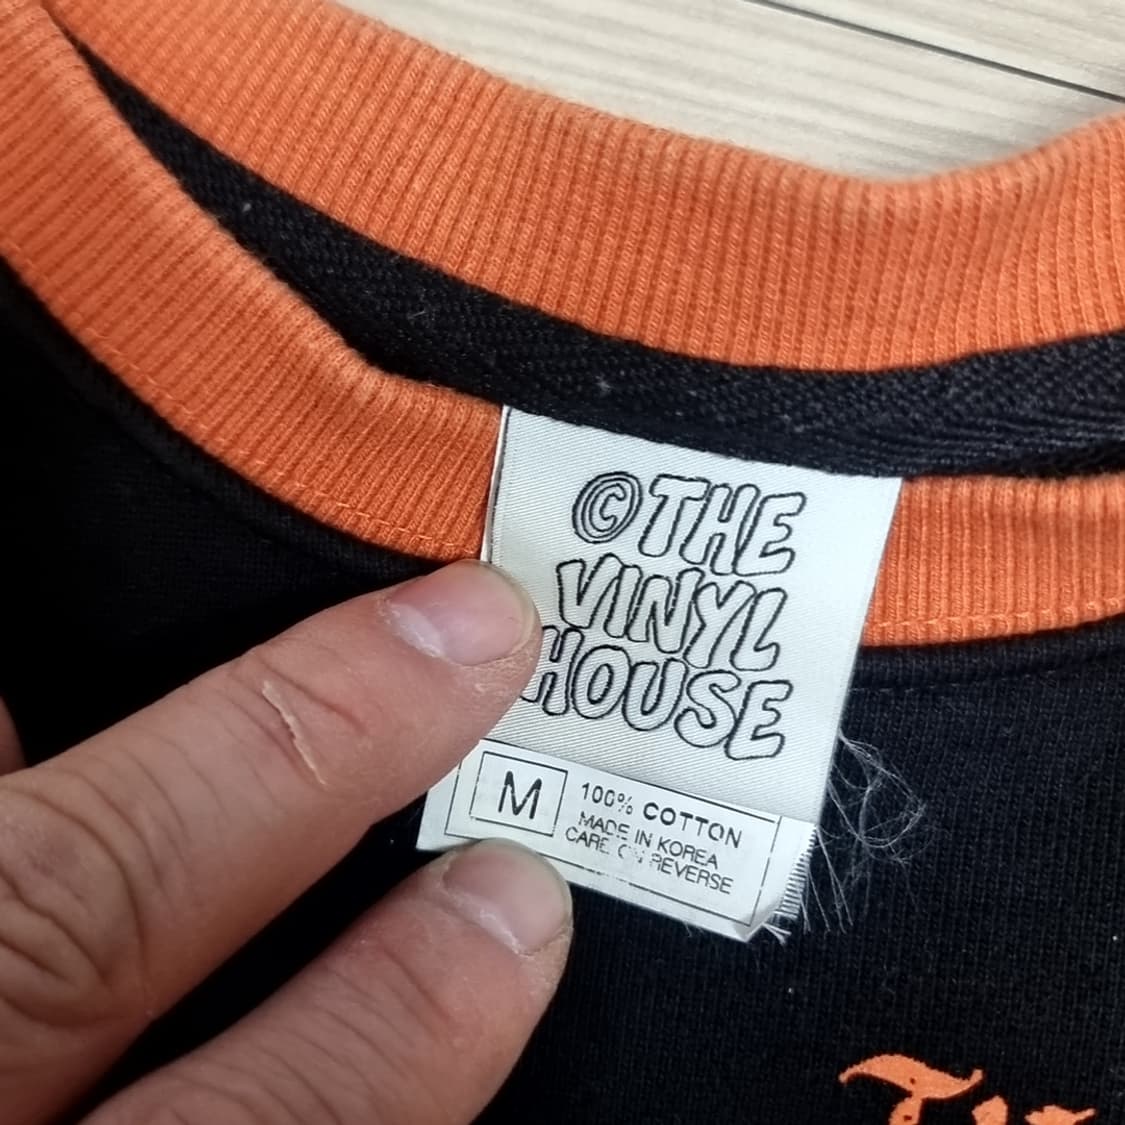 ©THE
VINYL
HOUSE
M
100% COTTON
MADE IN KOREA
CARE ON REVERSE